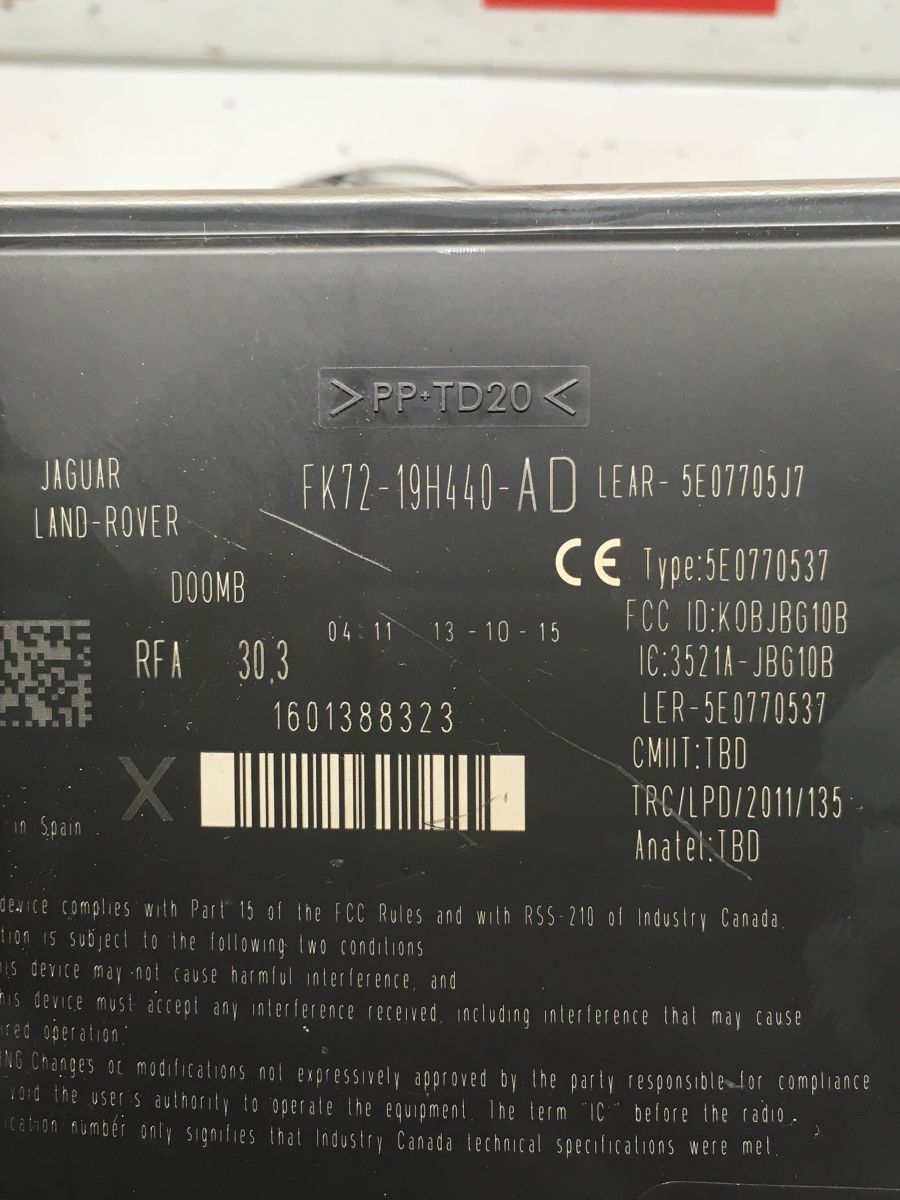 >PP+TD20<
JAGUAR
LAND-ROVER
FK72-19H440-AD
LEAR- 5E07705J7
D00MB
CE
Type:5E0770537
FCC ID:KOBJBG10B
04:11 13-10-15
RFA 30.3
IC:3521A-JBG10B
1601388323
LER-5E0770537
CMIIT:TBD
X
TRC/LPD/2011/135
in Spain
Anatel:TBD
device complies with Part 15 of the FCC Rules and with RSS-210 of Industry Canada.
tion is subject to the following two conditions
is device may not cause harmful interference, and
his device must accept any interference received, including interference that may cause
ired operation.
ING Changes or modifications not expressively approved by the party responsible for compliance
void the user's authority to operate the equipment. The term "IC" before the radio
ication number only signifies that Industry Canada technical specifications were met.